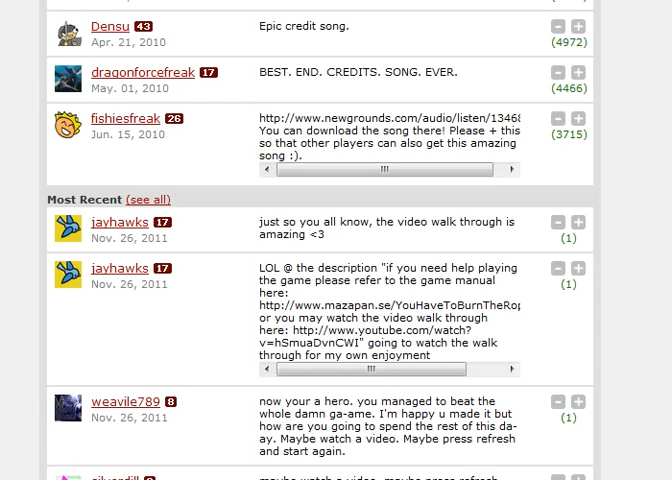 Densu 43
Epic credit song.
Apr. 21, 2010
(4972)
dragonforcefreak 17
BEST. END. CREDITS. SONG. EVER.
May. 01, 2010
(4466)
fishiesfreak 26
Jun. 15, 2010
http://www.newgrounds.com/audio/listen/1346
You can download the song there! Please + this
so that other players can also get this amazing
song :).
(3715)
Most Recent (see all)
jayhawks 17
Nov. 26, 2011
just so you all know, the video walk through is
amazing <3
(1)
jayhawks 17
Nov. 26, 2011
LOL @ the description "if you need help playing
the game please refer to the game manual
here:
http://www.mazapan.se/YouHaveToBurnTheRop
or you may watch the video walk through
here: http://www.youtube.com/watch?
v=hSmuaDvnCWI" going to watch the walk
through for my own enjoyment
(1)
weavile789 8
Nov. 26, 2011
now your a hero. you managed to beat the
whole damn ga-ame. I'm happy u made it but
how are you going to spend the rest of this da-
ay. Maybe watch a video. Maybe press refresh
and start again.
(1)
maybe watch a video, maybe press refresh